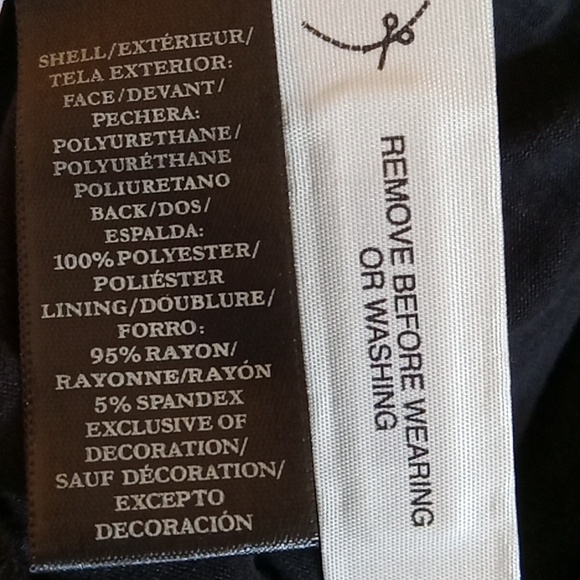 SHELL/EXTÉRIEUR/
TELA EXTERIOR:
FACE/DEVANT/
PECHERA:
POLYURETHANE/
POLYURÉTHANE
POLIURETANO
BACK/DOS/
ESPALDA:
100% POLYESTER/
POLIÉSTER
LINING/DOUBLURE/
FORRO:
95% RAYON/
RAYONNE/RAYÓN
5% SPANDEX
EXCLUSIVE OF
DECORATION/
SAUF DÉCORATION/
EXCEPTO
DECORACIÓN
REMOVE BEFORE WEARING
OR WASHING